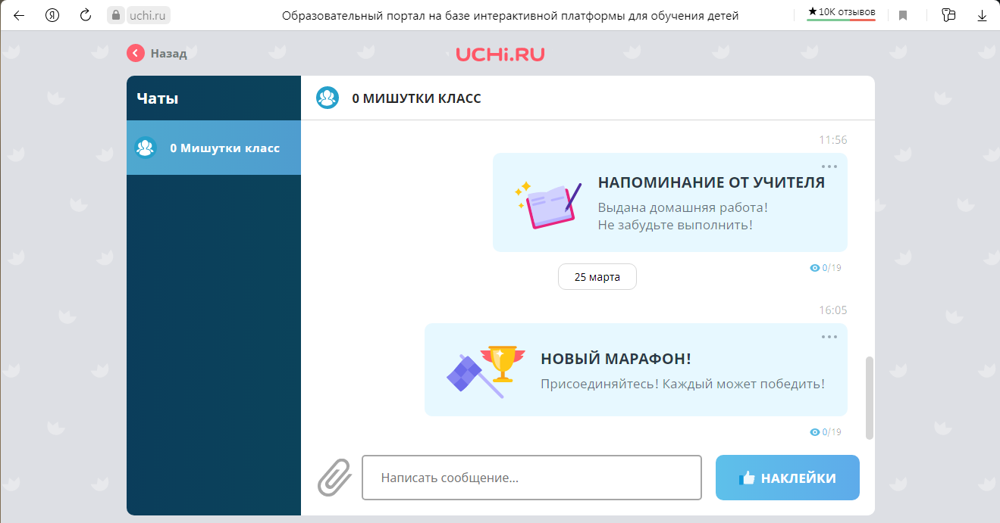 Я
uchi.ru
Образовательный портал на базе интерактивной платформы для обучения детей
★10K отзывов
Назад
UCHi.RU
Чаты
0 Мишутки класс
0 МИШУТКИ КЛАСС
11:56
НАПОМИНАНИЕ ОТ УЧИТЕЛЯ
Выдана домашняя работа!
Не забудьте выполнить!
0/19
25 марта
16:05
НОВЫЙ МАРАФОН!
Присоединяйтесь! Каждый может победить!
0/19
Написать сообщение...
НАКЛЕЙКИ